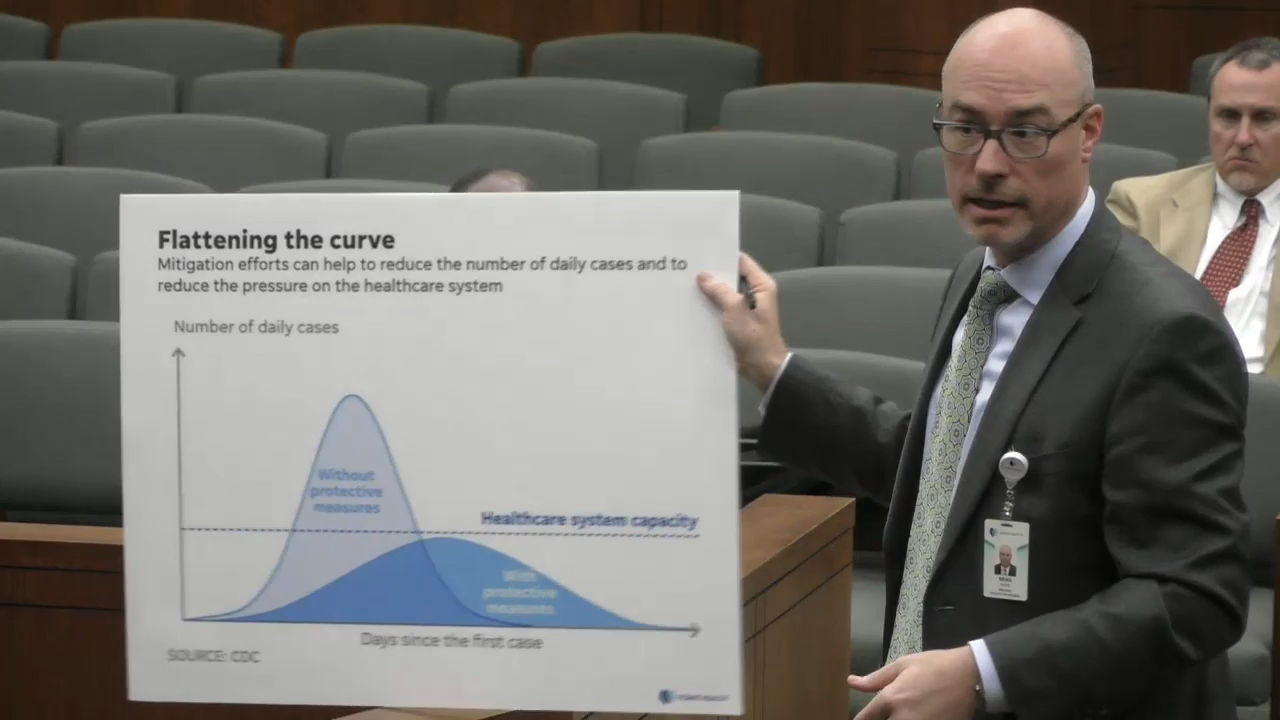 Flattening the curve
Mitigation efforts can help to reduce the number of daily cases and to
reduce the pressure on the healthcare system
Number of daily cases
Without
protective
measures
Healthcare system capacity
With
protective
measures
Days since the first case
SOURCE: CDC